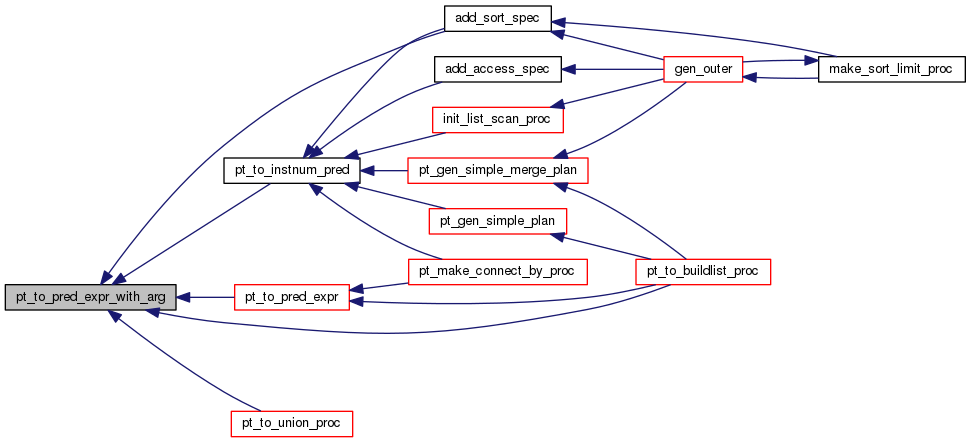 add_sort_spec
add_access_spec
gen_outer
make_sort_limit_proc
init_list_scan_proc
pt_to_instnum_pred
pt_gen_simple_merge_plan
pt_gen_simple_plan
pt_make_connect_by_proc
pt_to_buildlist_proc
pt_to_pred_expr_with_arg
pt_to_pred_expr
pt_to_union_proc